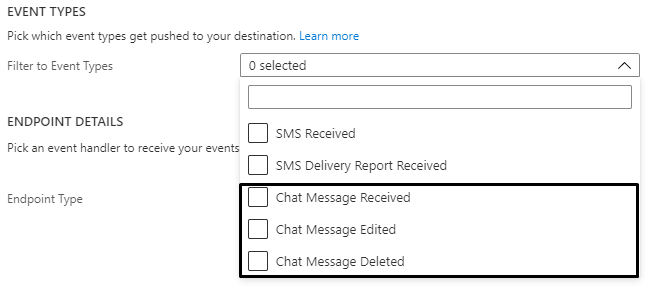 EVENT TYPES
Pick which event types get pushed to your destination. Learn more
Filter to Event Types
0 selected
SMS Received
ENDPOINT DETAILS
Pick an event handler to receive your events
SMS Delivery Report Received
Endpoint Type
Chat Message Received
Chat Message Edited
Chat Message Deleted